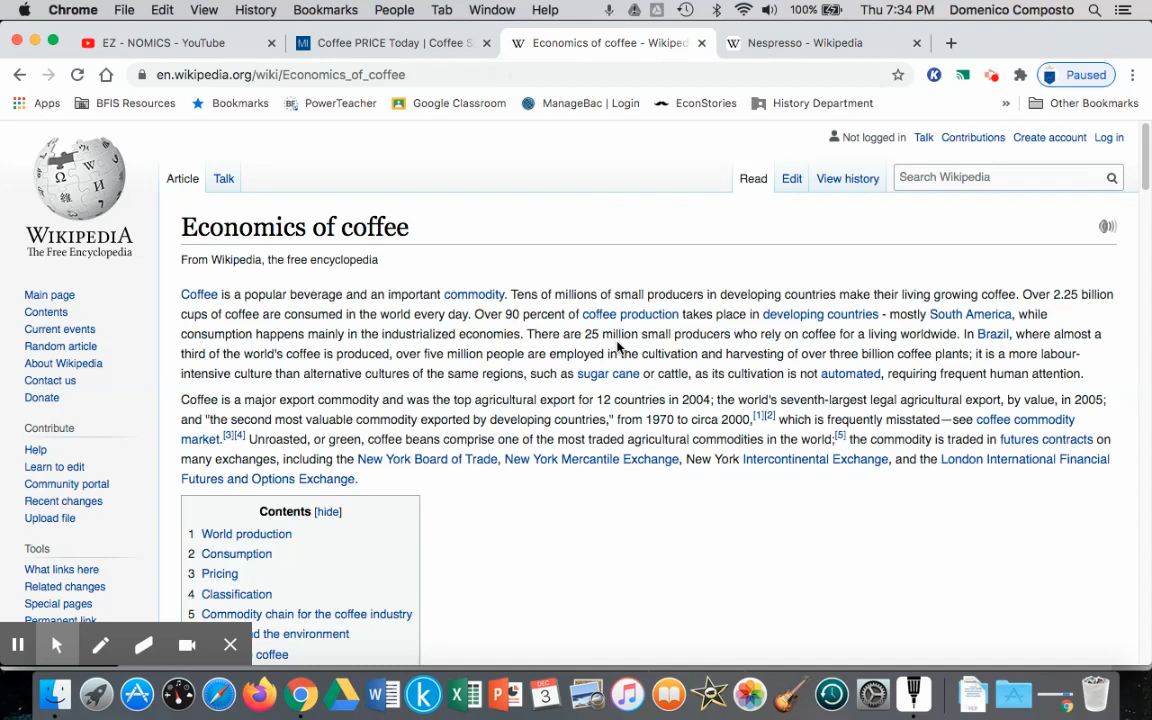 Chrome File Edit View History Bookmarks People Tab Window Help 100% Thu 7:34 PM Domenico Composto
EZ - NOMICS - YouTube Coffee PRICE Today | Coffee S Economics of coffee - Wikiped Nespresso - Wikipedia
en.wikipedia.org/wiki/Economics_of_coffee Paused
Apps BFIS Resources Bookmarks PowerTeacher Google Classroom ManageBac | Login EconStories History Department » Other Bookmarks
Not logged in Talk Contributions Create account Log in
Article Talk Read Edit View history Search Wikipedia
WIKIPEDIA
The Free Encyclopedia
Main page
Contents
Current events
Random article
About Wikipedia
Contact us
Donate
Contribute
Help
Learn to edit
Community portal
Recent changes
Upload file
Tools
What links here
Related changes
Special pages
Permanent link
Economics of coffee
From Wikipedia, the free encyclopedia
Coffee is a popular beverage and an important commodity. Tens of millions of small producers in developing countries make their living growing coffee. Over 2.25 billion
cups of coffee are consumed in the world every day. Over 90 percent of coffee production takes place in developing countries - mostly South America, while
consumption happens mainly in the industrialized economies. There are 25 million small producers who rely on coffee for a living worldwide. In Brazil, where almost a
third of the world's coffee is produced, over five million people are employed in the cultivation and harvesting of over three billion coffee plants; it is a more labour-
intensive culture than alternative cultures of the same regions, such as sugar cane or cattle, as its cultivation is not automated, requiring frequent human attention.
Coffee is a major export commodity and was the top agricultural export for 12 countries in 2004; the world's seventh-largest legal agricultural export, by value, in 2005;
and "the second most valuable commodity exported by developing countries," from 1970 to circa 2000,[1][2] which is frequently misstated—see coffee commodity
market.[3][4] Unroasted, or green, coffee beans comprise one of the most traded agricultural commodities in the world;[5] the commodity is traded in futures contracts on
many exchanges, including the New York Board of Trade, New York Mercantile Exchange, New York Intercontinental Exchange, and the London International Financial
Futures and Options Exchange.
Contents [hide]
1 World production
2 Consumption
3 Pricing
4 Classification
5 Commodity chain for the coffee industry
nd the environment
e coffee
DEC
3